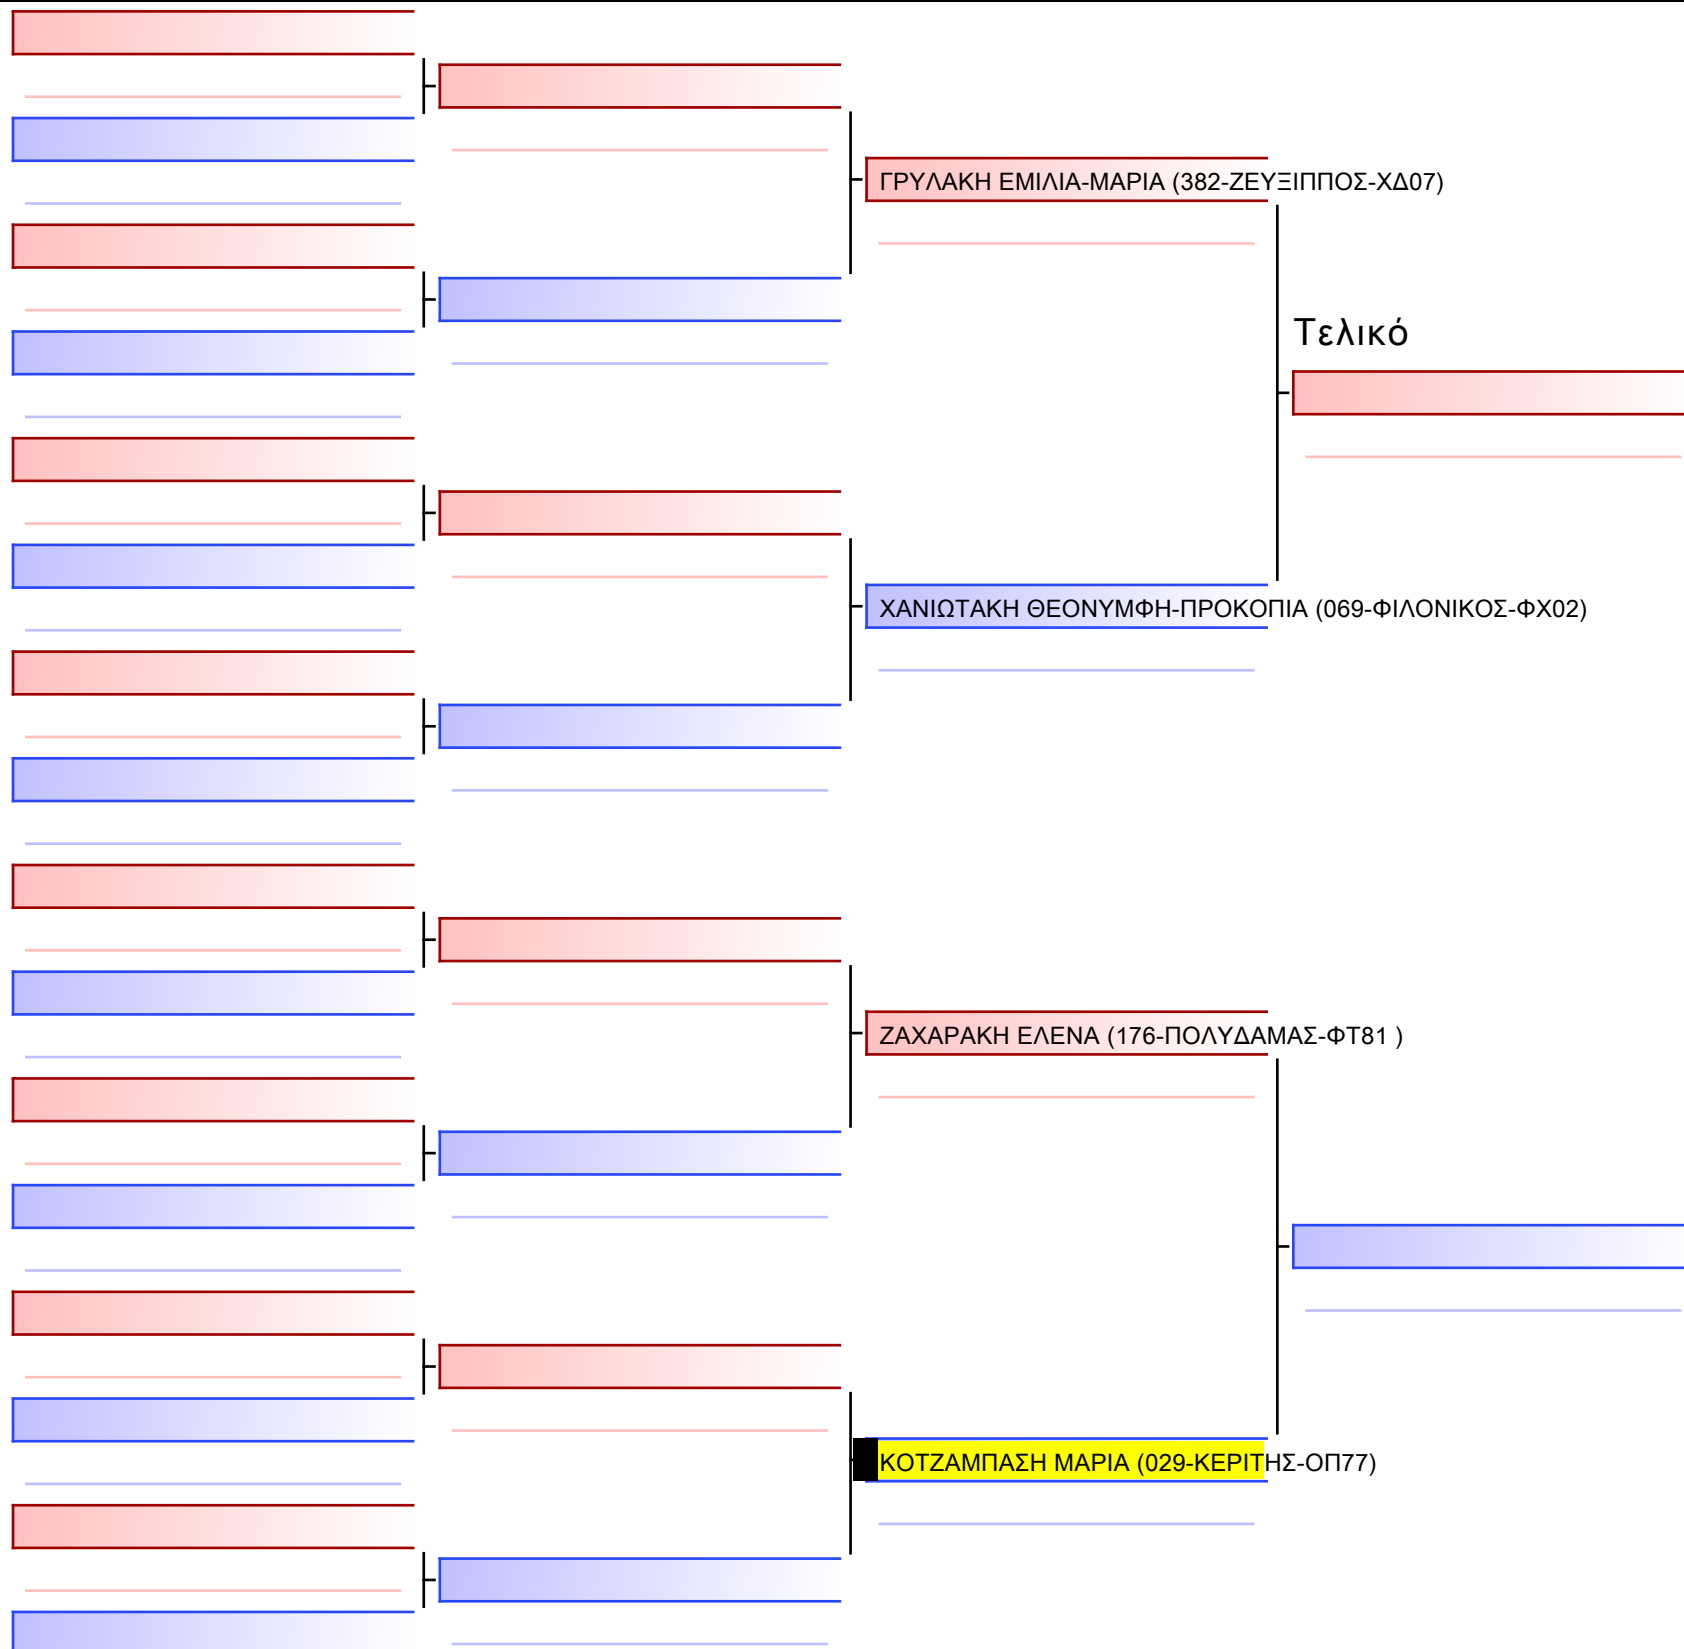 ΓΡΥΛΑΚΗ ΕΜΙΛΙΑ-ΜΑΡΙΑ (382-ΖΕΥΞΙΠΠΟΣ-ΧΔ07)
Τελικό
ΧΑΝΙΩΤΑΚΗ ΘΕΟΝΥΜΦΗ-ΠΡΟΚΟΠΙΑ (069-ΦΙΛΟΝΙΚΟΣ-ΦΧ02)
ΖΑΧΑΡΑΚΗ ΕΛΕΝΑ (176-ΠΟΛΥΔΑΜΑΣ-ΦΤ81 )
ΚΟΤΖΑΜΠΑΣΗ ΜΑΡΙΑ (029-ΚΕΡΙΤΗΣ-ΟΠ77)